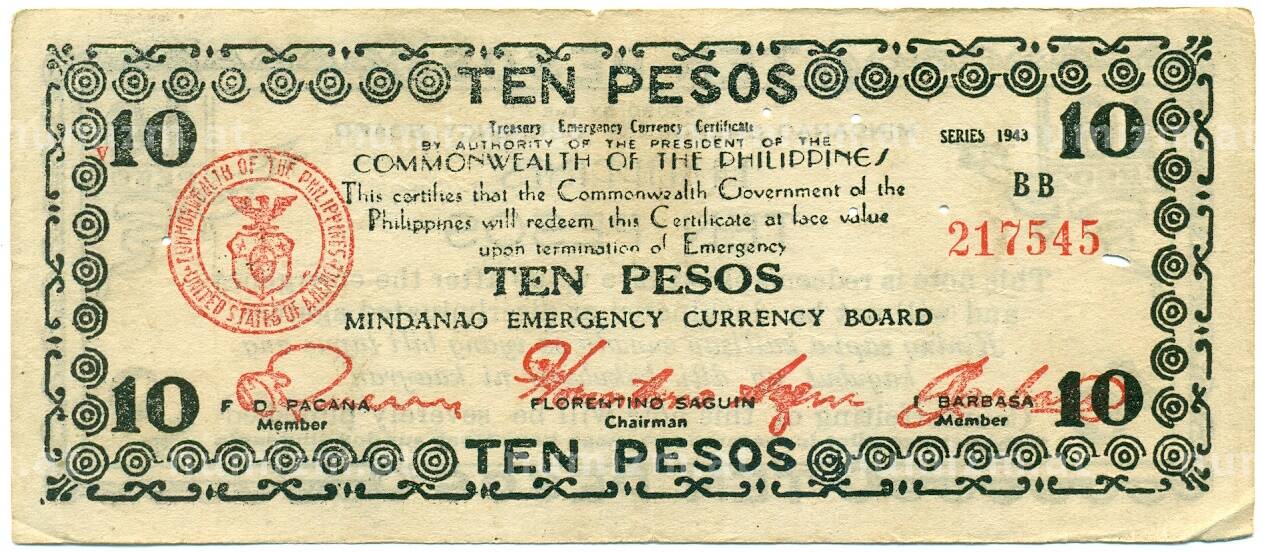 TEN PESOS
10
10
V
Treasury Emergency Currency Certificate
SERIES 1943
BY AUTHORITY OF THE PRESIDENT OF THE
COMMONWEALTH OF THE PHILIPPINES
BB
This certifies that the Commonwealth Government of the
Philippines will redeem this Certificate at face value
upon termination of Emergency
217545
COMMONWEALTH OF THE PHILIPPINES
UNITED STATES OF AMERICA
TEN PESOS
MINDANAO EMERGENCY CURRENCY BOARD
10
10
F D. PACANA
Member
FLORENTINO SAGUIN
Chairman
I BARBASA
Member
TEN PESOS